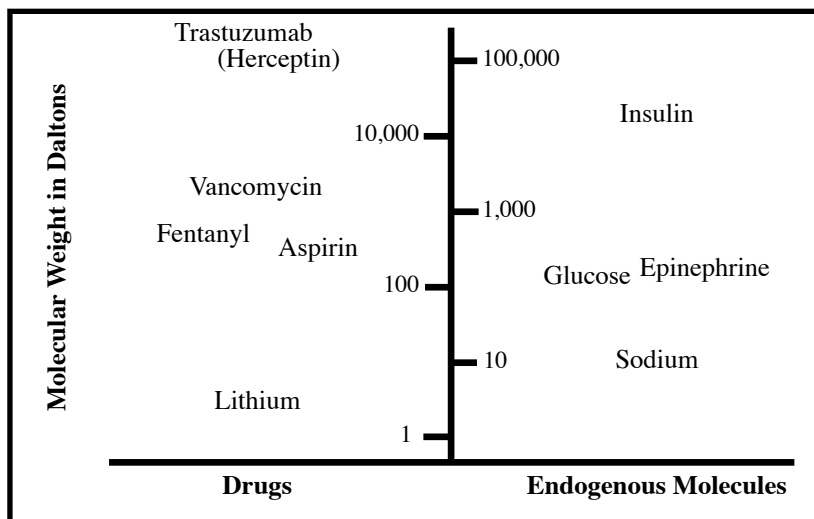 Molecular Weight in Daltons
Trastuzumab
(Herceptin)
100,000
Insulin
10,000
Vancomycin
1,000
Fentanyl
Aspirin
Glucose
Epinephrine
100
10
Sodium
Lithium
1
Drugs
Endogenous Molecules